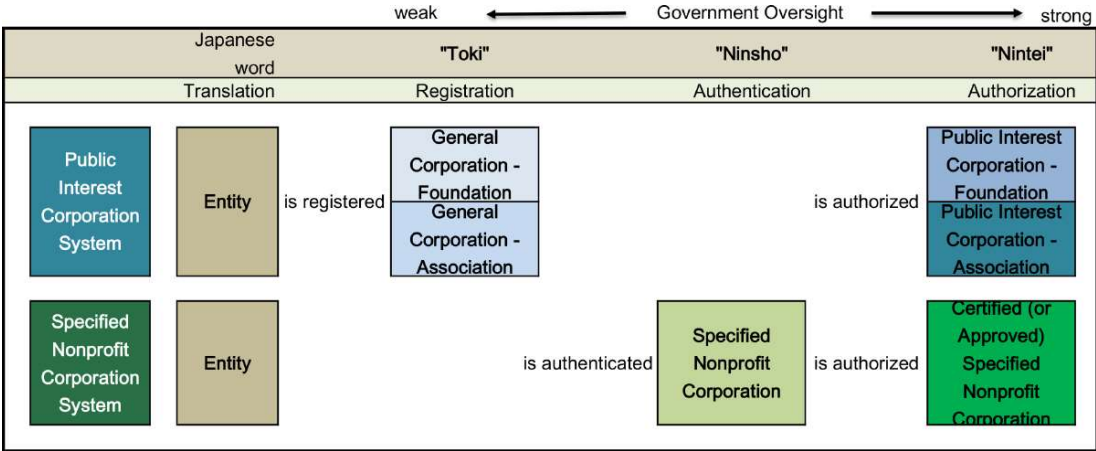 weak Government Oversight strong
Japanese
word
"Toki" "Ninsho" "Nintei"
Translation Registration Authentication Authorization
Public
Interest
Corporation
System
Entity
is registered
General
Corporation -
Foundation
General
Corporation -
Association
is authorized
Public Interest
Corporation -
Foundation
Public Interest
Corporation -
Association
Specified
Nonprofit
Corporation
System
Entity
is authenticated
Specified
Nonprofit
Corporation
is authorized
Certified (or
Approved)
Specified
Nonprofit
Corporation